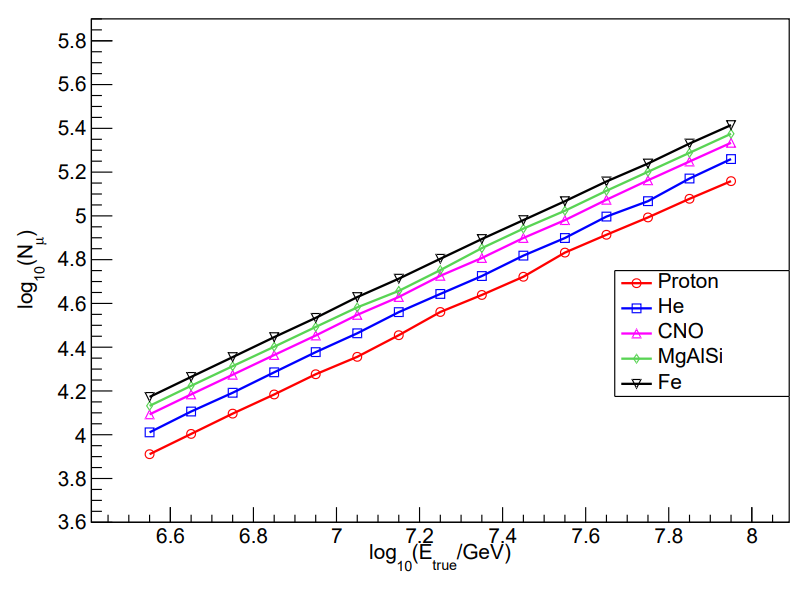 log10(Nμ)
5.8
5.6
5.4
5.2
5
4.8
4.6
4.4
4.2
4
3.8
3.6
6.6 6.8 7 7.2 7.4 7.6 7.8 8
log10(Etrue/GeV)
Proton
He
CNO
MgAlSi
Fe